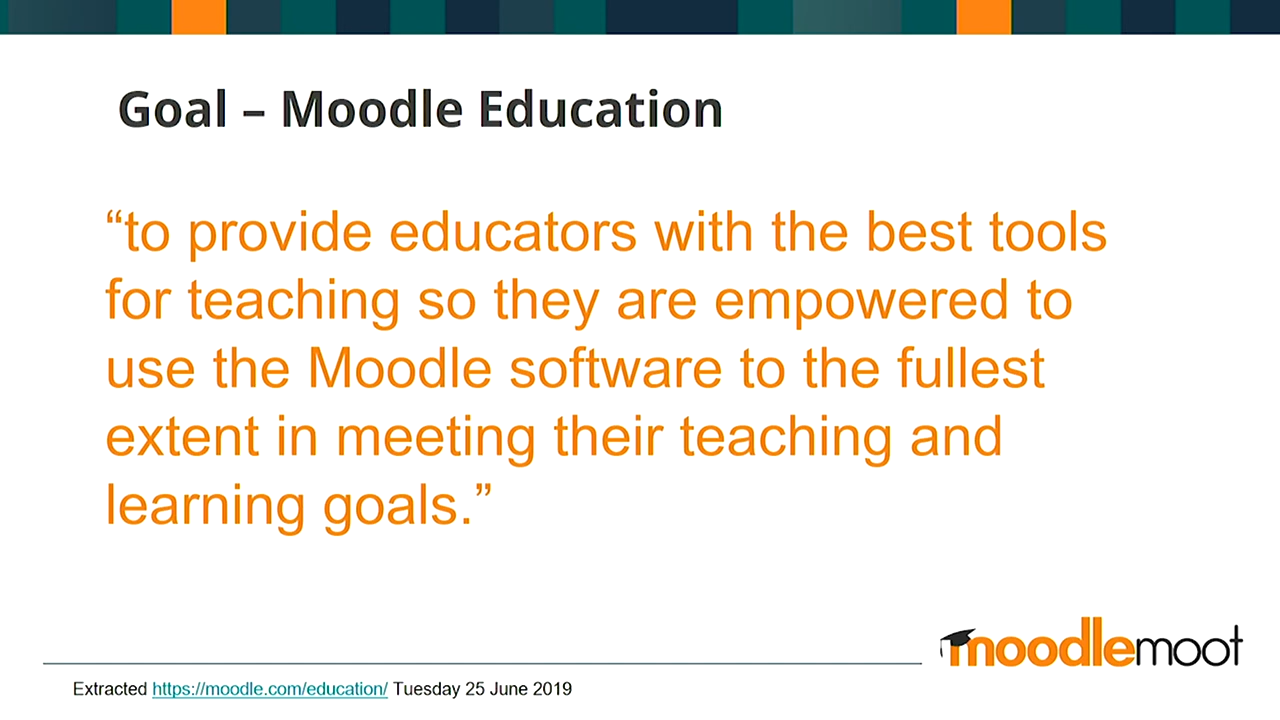 Goal – Moodle Education
“to provide educators with the best tools
for teaching so they are empowered to
use the Moodle software to the fullest
extent in meeting their teaching and
learning goals.”
moodlemoot
Extracted https://moodle.com/education/ Tuesday 25 June 2019